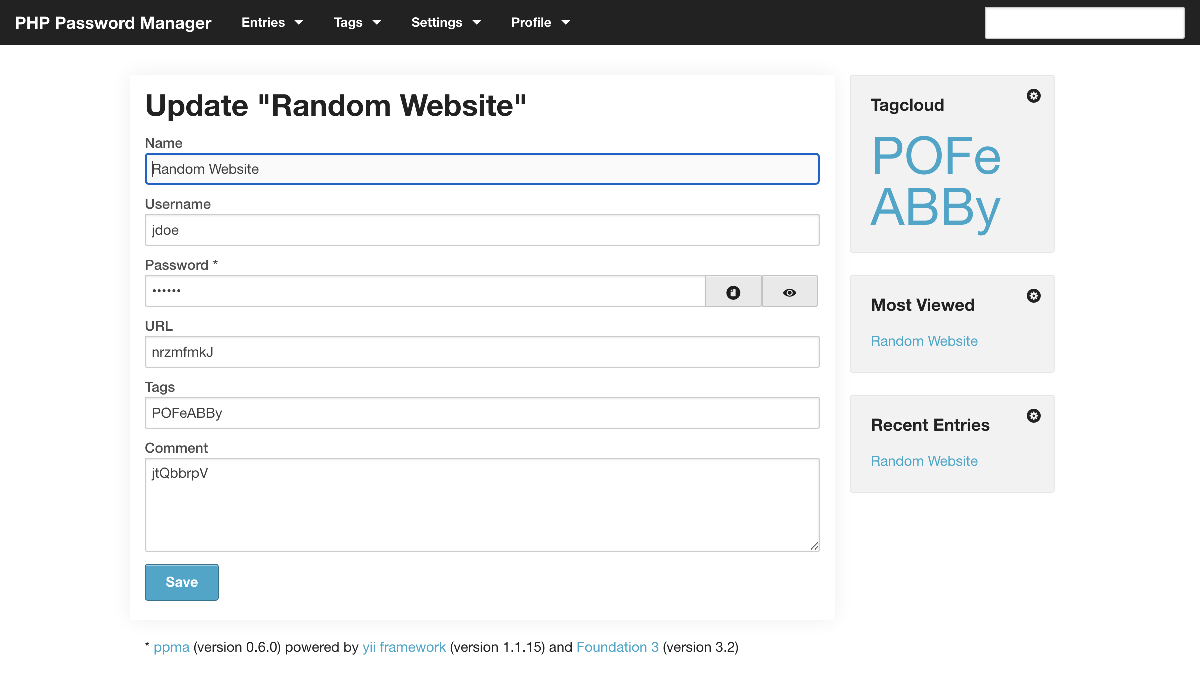 PHP Password Manager Entries Tags Settings Profile
Update "Random Website"
Name
Random Website
Username
jdoe
Password *
••••••
URL
nrzmfmkJ
Tags
POFeABBy
Comment
jtQbbrpV
Save
Tagcloud
POFe
ABBy
Most Viewed
Random Website
Recent Entries
Random Website
* ppma (version 0.6.0) powered by yii framework (version 1.1.15) and Foundation 3 (version 3.2)